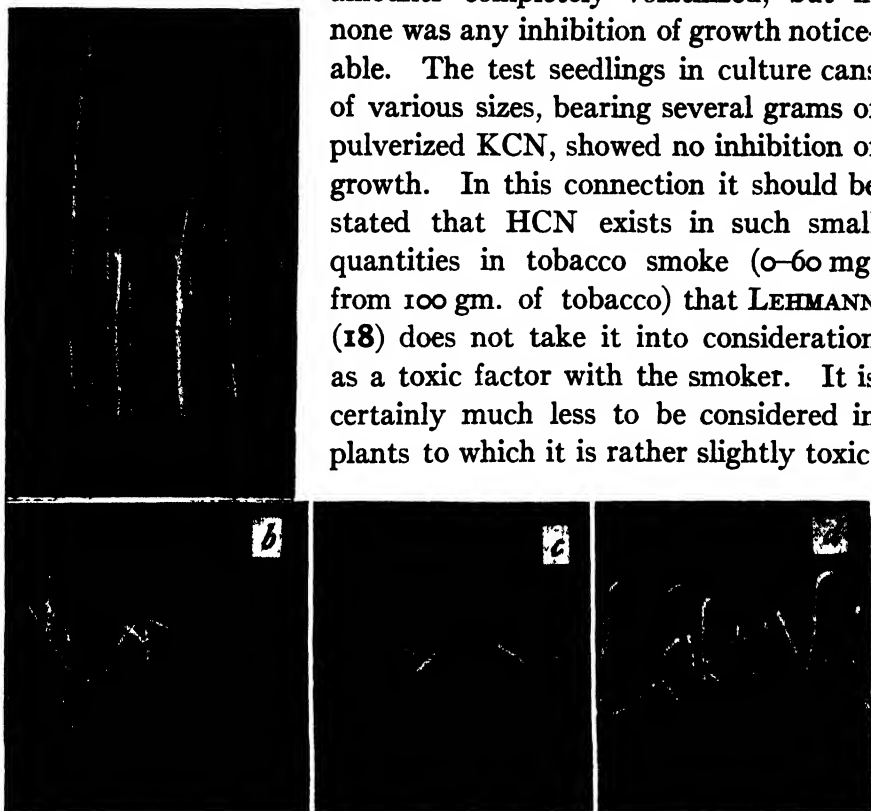 completely volatilized, but
none was any inhibition of growth notice-
able. The test seedlings in culture cans
of various sizes, bearing several grams of
pulverized KCN, showed no inhibition of
growth. In this connection it should be
stated that HCN exists in such small
quantities in tobacco smoke (0–60 mg.
from 100 gm. of tobacco) that LEHMANN
(18) does not take it into consideration
as a toxic factor with the smoker. It is
certainly much less to be considered in
plants to which it is rather slightly toxic
b
c
d